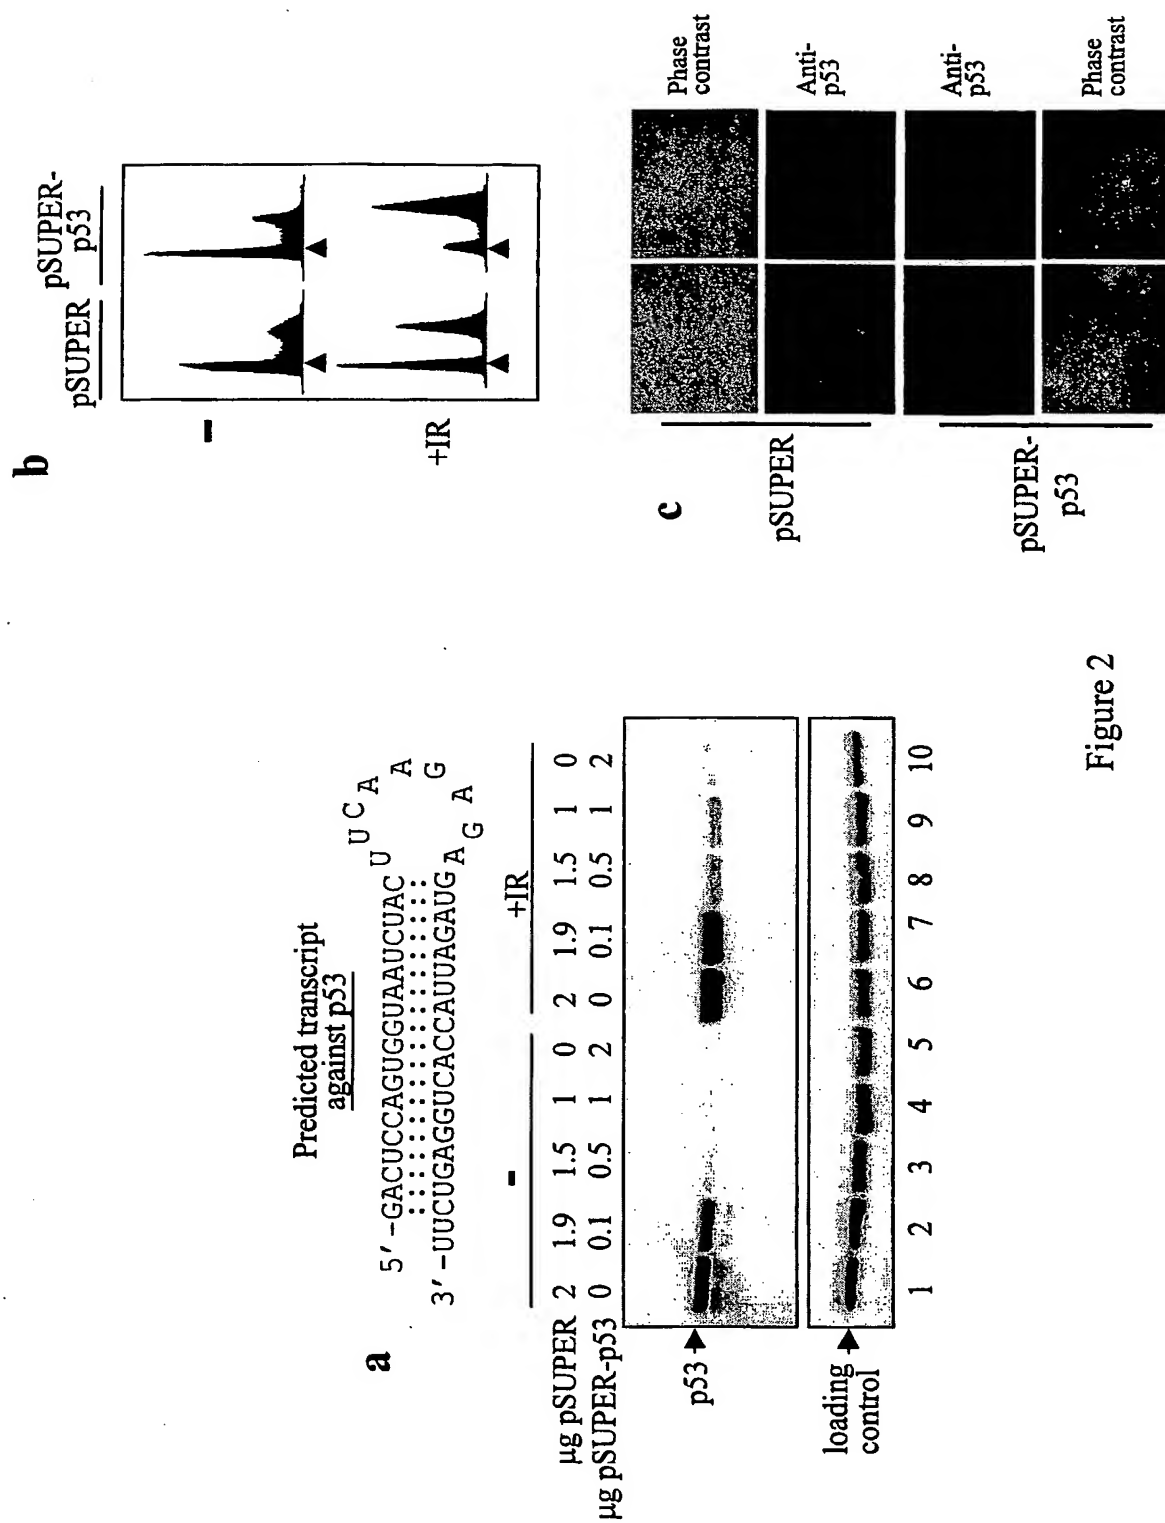 a
Predicted transcript
against p53
5′-GACUCCAGUGGUAAUCUAC
UUCAAGAGA
3′-UUCUGAGGUCACCAUUAGAUG
- +IR
µg pSUPER 2 1.9 1.5 1 0 2 1.9 1.5 1 0
µg pSUPER-p53 0 0.1 0.5 1 2 0 0.1 0.5 1 2
p53
loading
control
1 2 3 4 5 6 7 8 9 10
b
pSUPER
pSUPER-
p53
-
+IR
c
pSUPER
Phase
contrast
Anti-
p53
pSUPER-
p53
Anti-
p53
Phase
contrast
Figure 2